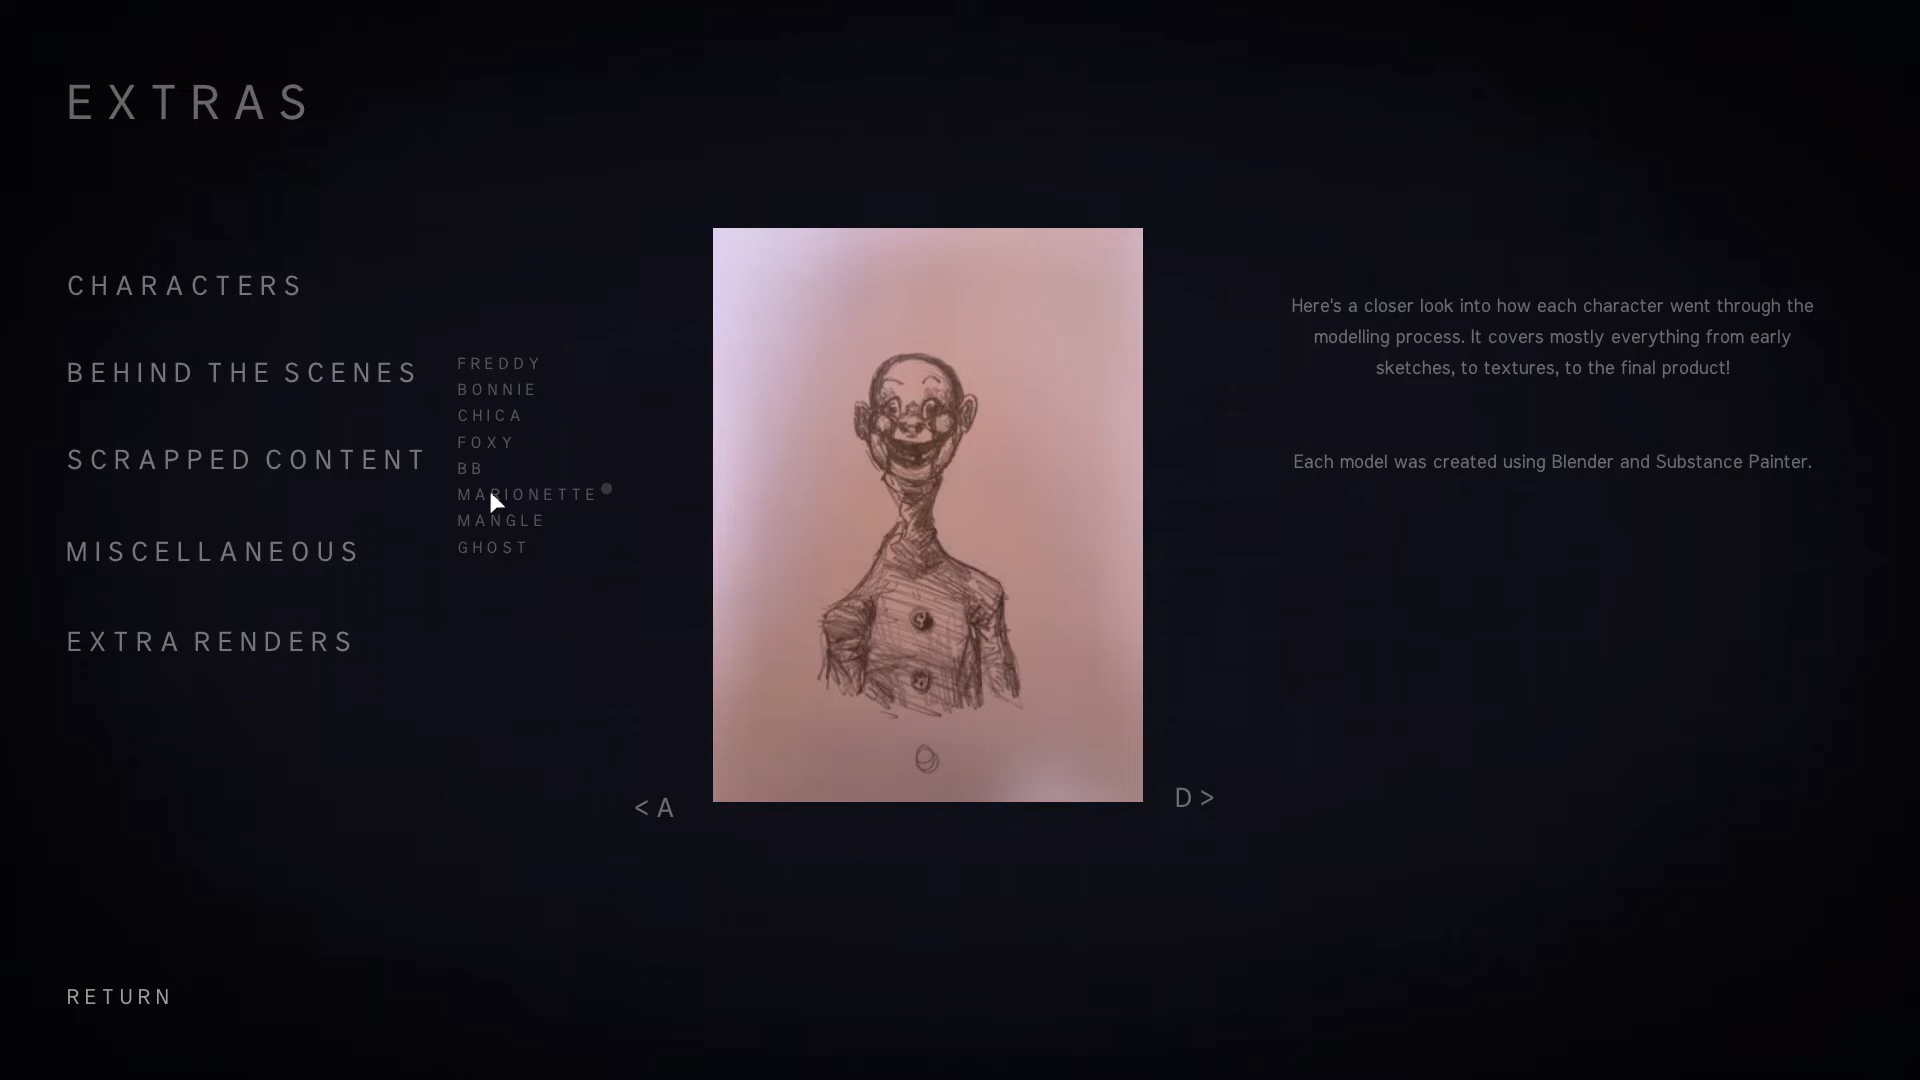 EXTRAS
CHARACTERS
BEHIND THE SCENES
SCRAPPED CONTENT
MISCELLANEOUS
EXTRA RENDERS
FREDDY
BONNIE
CHICA
FOXY
BB
MARIONETTE
MANGLE
GHOST
< A
D >
Here's a closer look into how each character went through the
modelling process. It covers mostly everything from early
sketches, to textures, to the final product!
Each model was created using Blender and Substance Painter.
RETURN